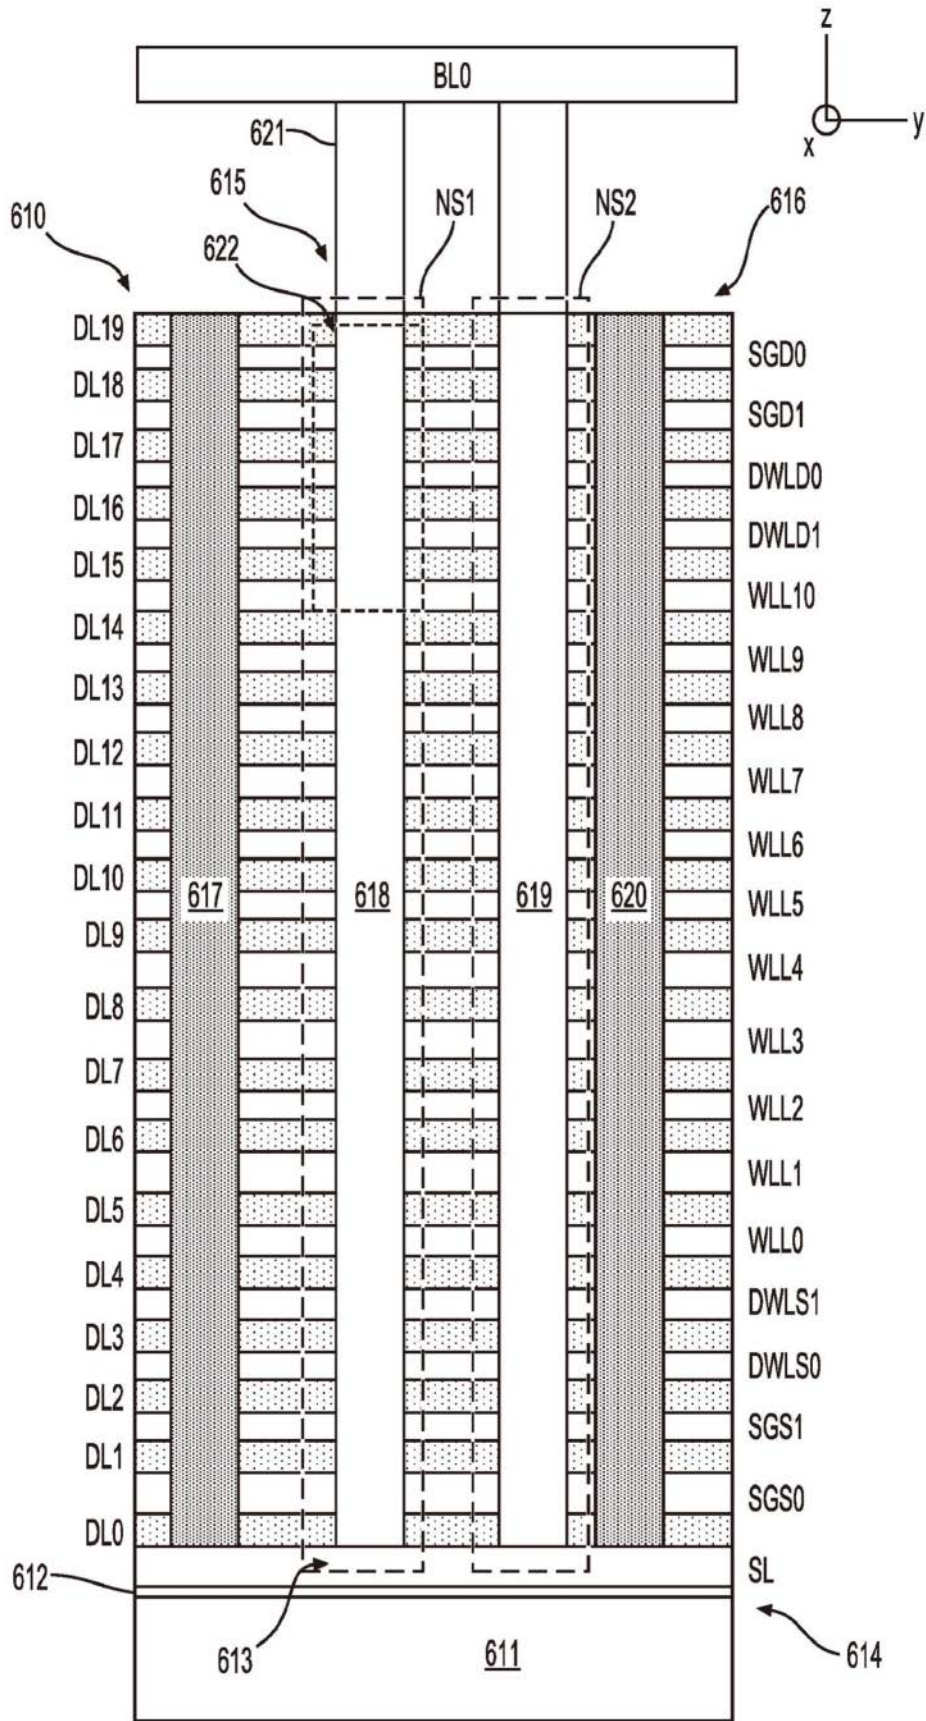 z
BL0
y
x
621
615
NS1
NS2
616
610
622
DL19
SGD0
DL18
SGD1
DL17
DWLD0
DL16
DWLD1
DL15
WLL10
DL14
WLL9
DL13
WLL8
DL12
WLL7
DL11
WLL6
DL10
617
618
619
620
WLL5
DL9
WLL4
DL8
WLL3
DL7
WLL2
DL6
WLL1
DL5
WLL0
DL4
DWLS1
DL3
DWLS0
DL2
SGS1
DL1
SGS0
DL0
SL
612
613
611
614